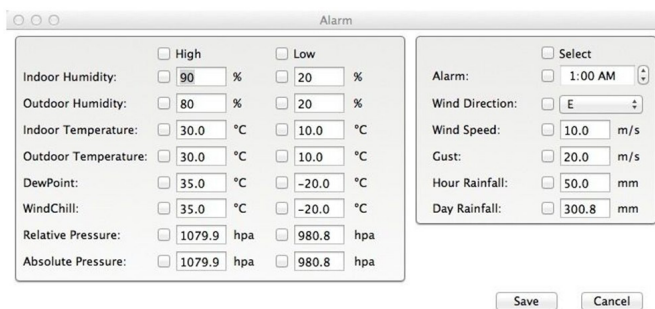 Alarm
High Low
Indoor Humidity: 90 % 20 %
Outdoor Humidity: 80 % 20 %
Indoor Temperature: 30.0 °C 10.0 °C
Outdoor Temperature: 30.0 °C 10.0 °C
DewPoint: 35.0 °C -20.0 °C
WindChill: 35.0 °C -20.0 °C
Relative Pressure: 1079.9 hpa 980.8 hpa
Absolute Pressure: 1079.9 hpa 980.8 hpa
Select
Alarm: 1:00 AM
Wind Direction: E
Wind Speed: 10.0 m/s
Gust: 20.0 m/s
Hour Rainfall: 50.0 mm
Day Rainfall: 300.8 mm
Save Cancel